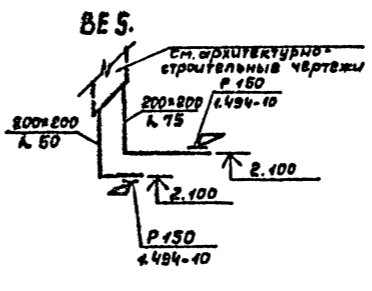 ВЕ 5.
см. архитектурно-
строительные чертежи
Р 150
1.494-10
200×200
L 75
200×200
L 50
2.100
2.100
Р 150
1.494-10